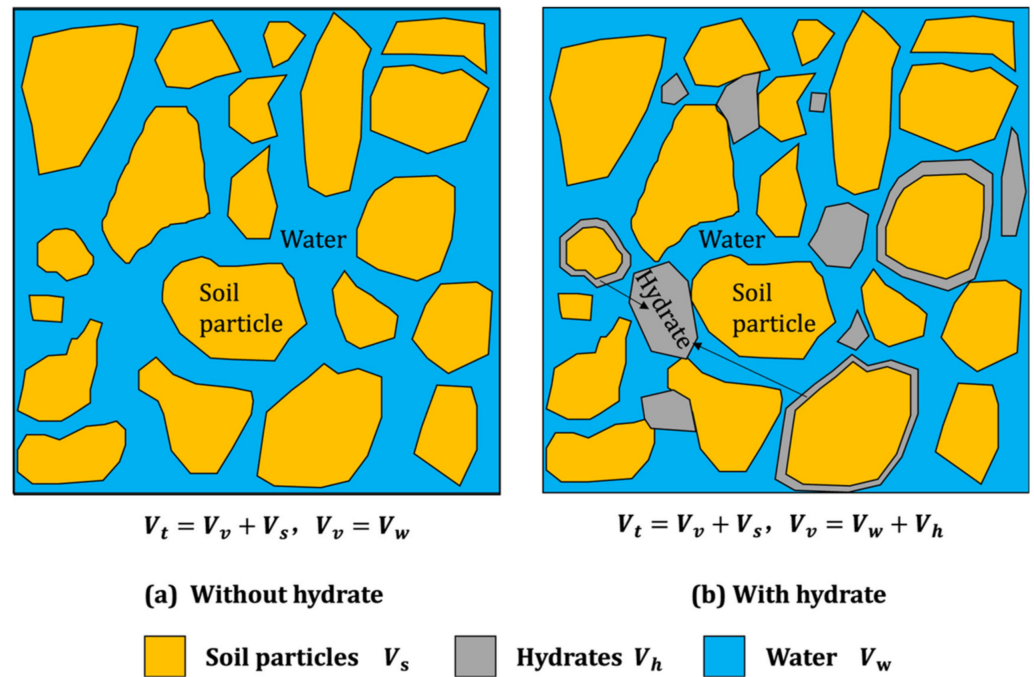 Water
Soil
particle
Water
Hydrate
Soil
particle
V_t = V_v + V_s, V_v = V_w
V_t = V_v + V_s, V_v = V_w + V_h
(a) Without hydrate
(b) With hydrate
Soil particles V_s
Hydrates V_h
Water V_w